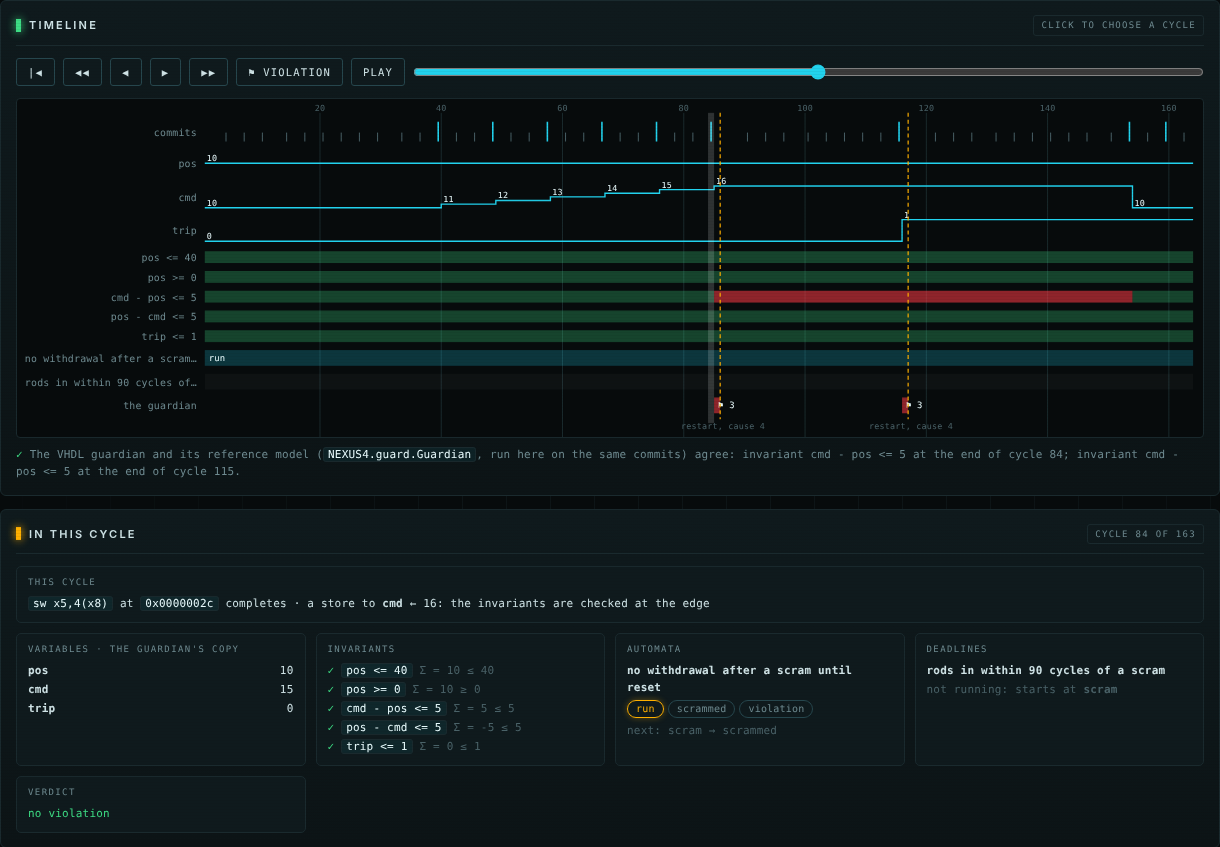 TIMELINE
CLICK TO CHOOSE A CYCLE
|◀ ◀◀ ◀ ▶ ▶▶ ⚑ VIOLATION PLAY
20 40 60 80 100 120 140 160
commits
pos 10
cmd 10 11 12 13 14 15 16 10
trip 0 1
pos <= 40
pos >= 0
cmd - pos <= 5
pos - cmd <= 5
trip <= 1
no withdrawal after a scram… run
rods in within 90 cycles of…
the guardian ⚑ 3 ⚑ 3
restart, cause 4 restart, cause 4
✓ The VHDL guardian and its reference model (NEXUS4.guard.Guardian, run here on the same commits) agree: invariant cmd - pos <= 5 at the end of cycle 84; invariant cmd -
pos <= 5 at the end of cycle 115.
IN THIS CYCLE
CYCLE 84 OF 163
THIS CYCLE
sw x5,4(x8) at 0x0000002c completes · a store to cmd ← 16: the invariants are checked at the edge
VARIABLES · THE GUARDIAN'S COPY
pos 10
cmd 15
trip 0
INVARIANTS
✓ pos <= 40 Σ = 10 ≤ 40
✓ pos >= 0 Σ = 10 ≥ 0
✓ cmd - pos <= 5 Σ = 5 ≤ 5
✓ pos - cmd <= 5 Σ = -5 ≤ 5
✓ trip <= 1 Σ = 0 ≤ 1
AUTOMATA
no withdrawal after a scram until
reset
run scrammed violation
next: scram → scrammed
DEADLINES
rods in within 90 cycles of a scram
not running: starts at scram
VERDICT
no violation